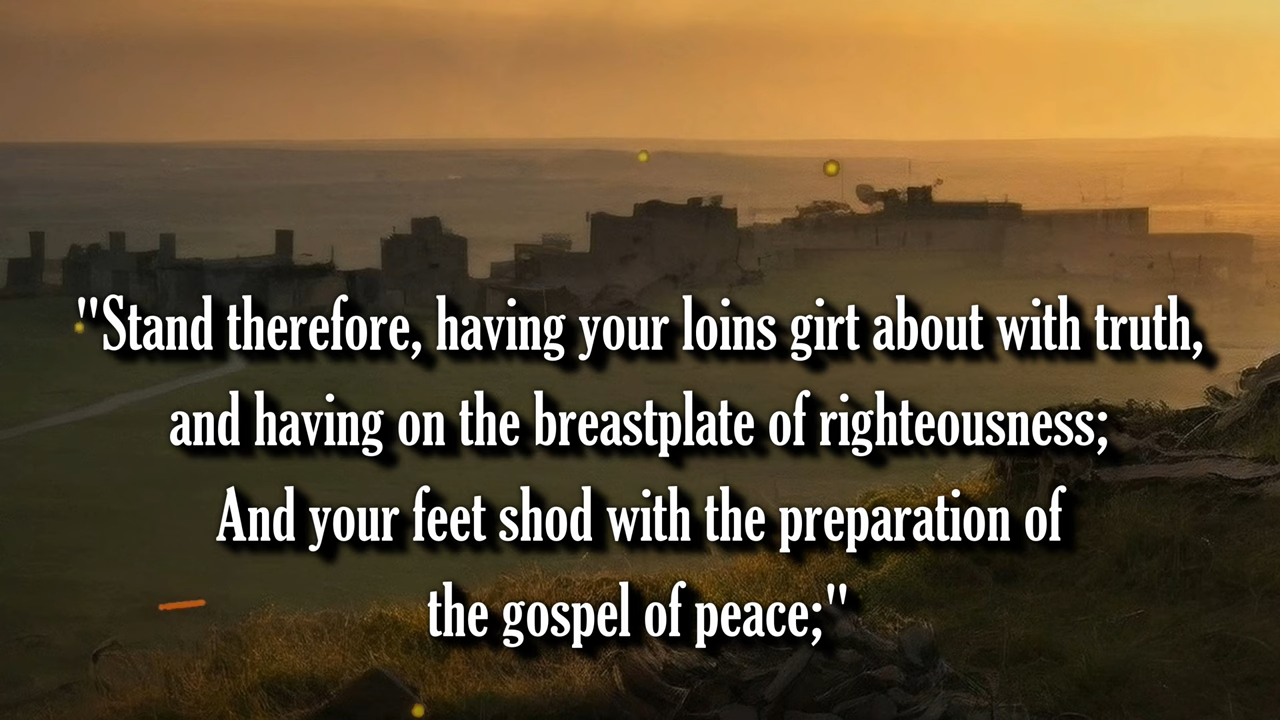 "Stand therefore, having your loins girt about with truth,
and having on the breastplate of righteousness;
And your feet shod with the preparation of
the gospel of peace;"